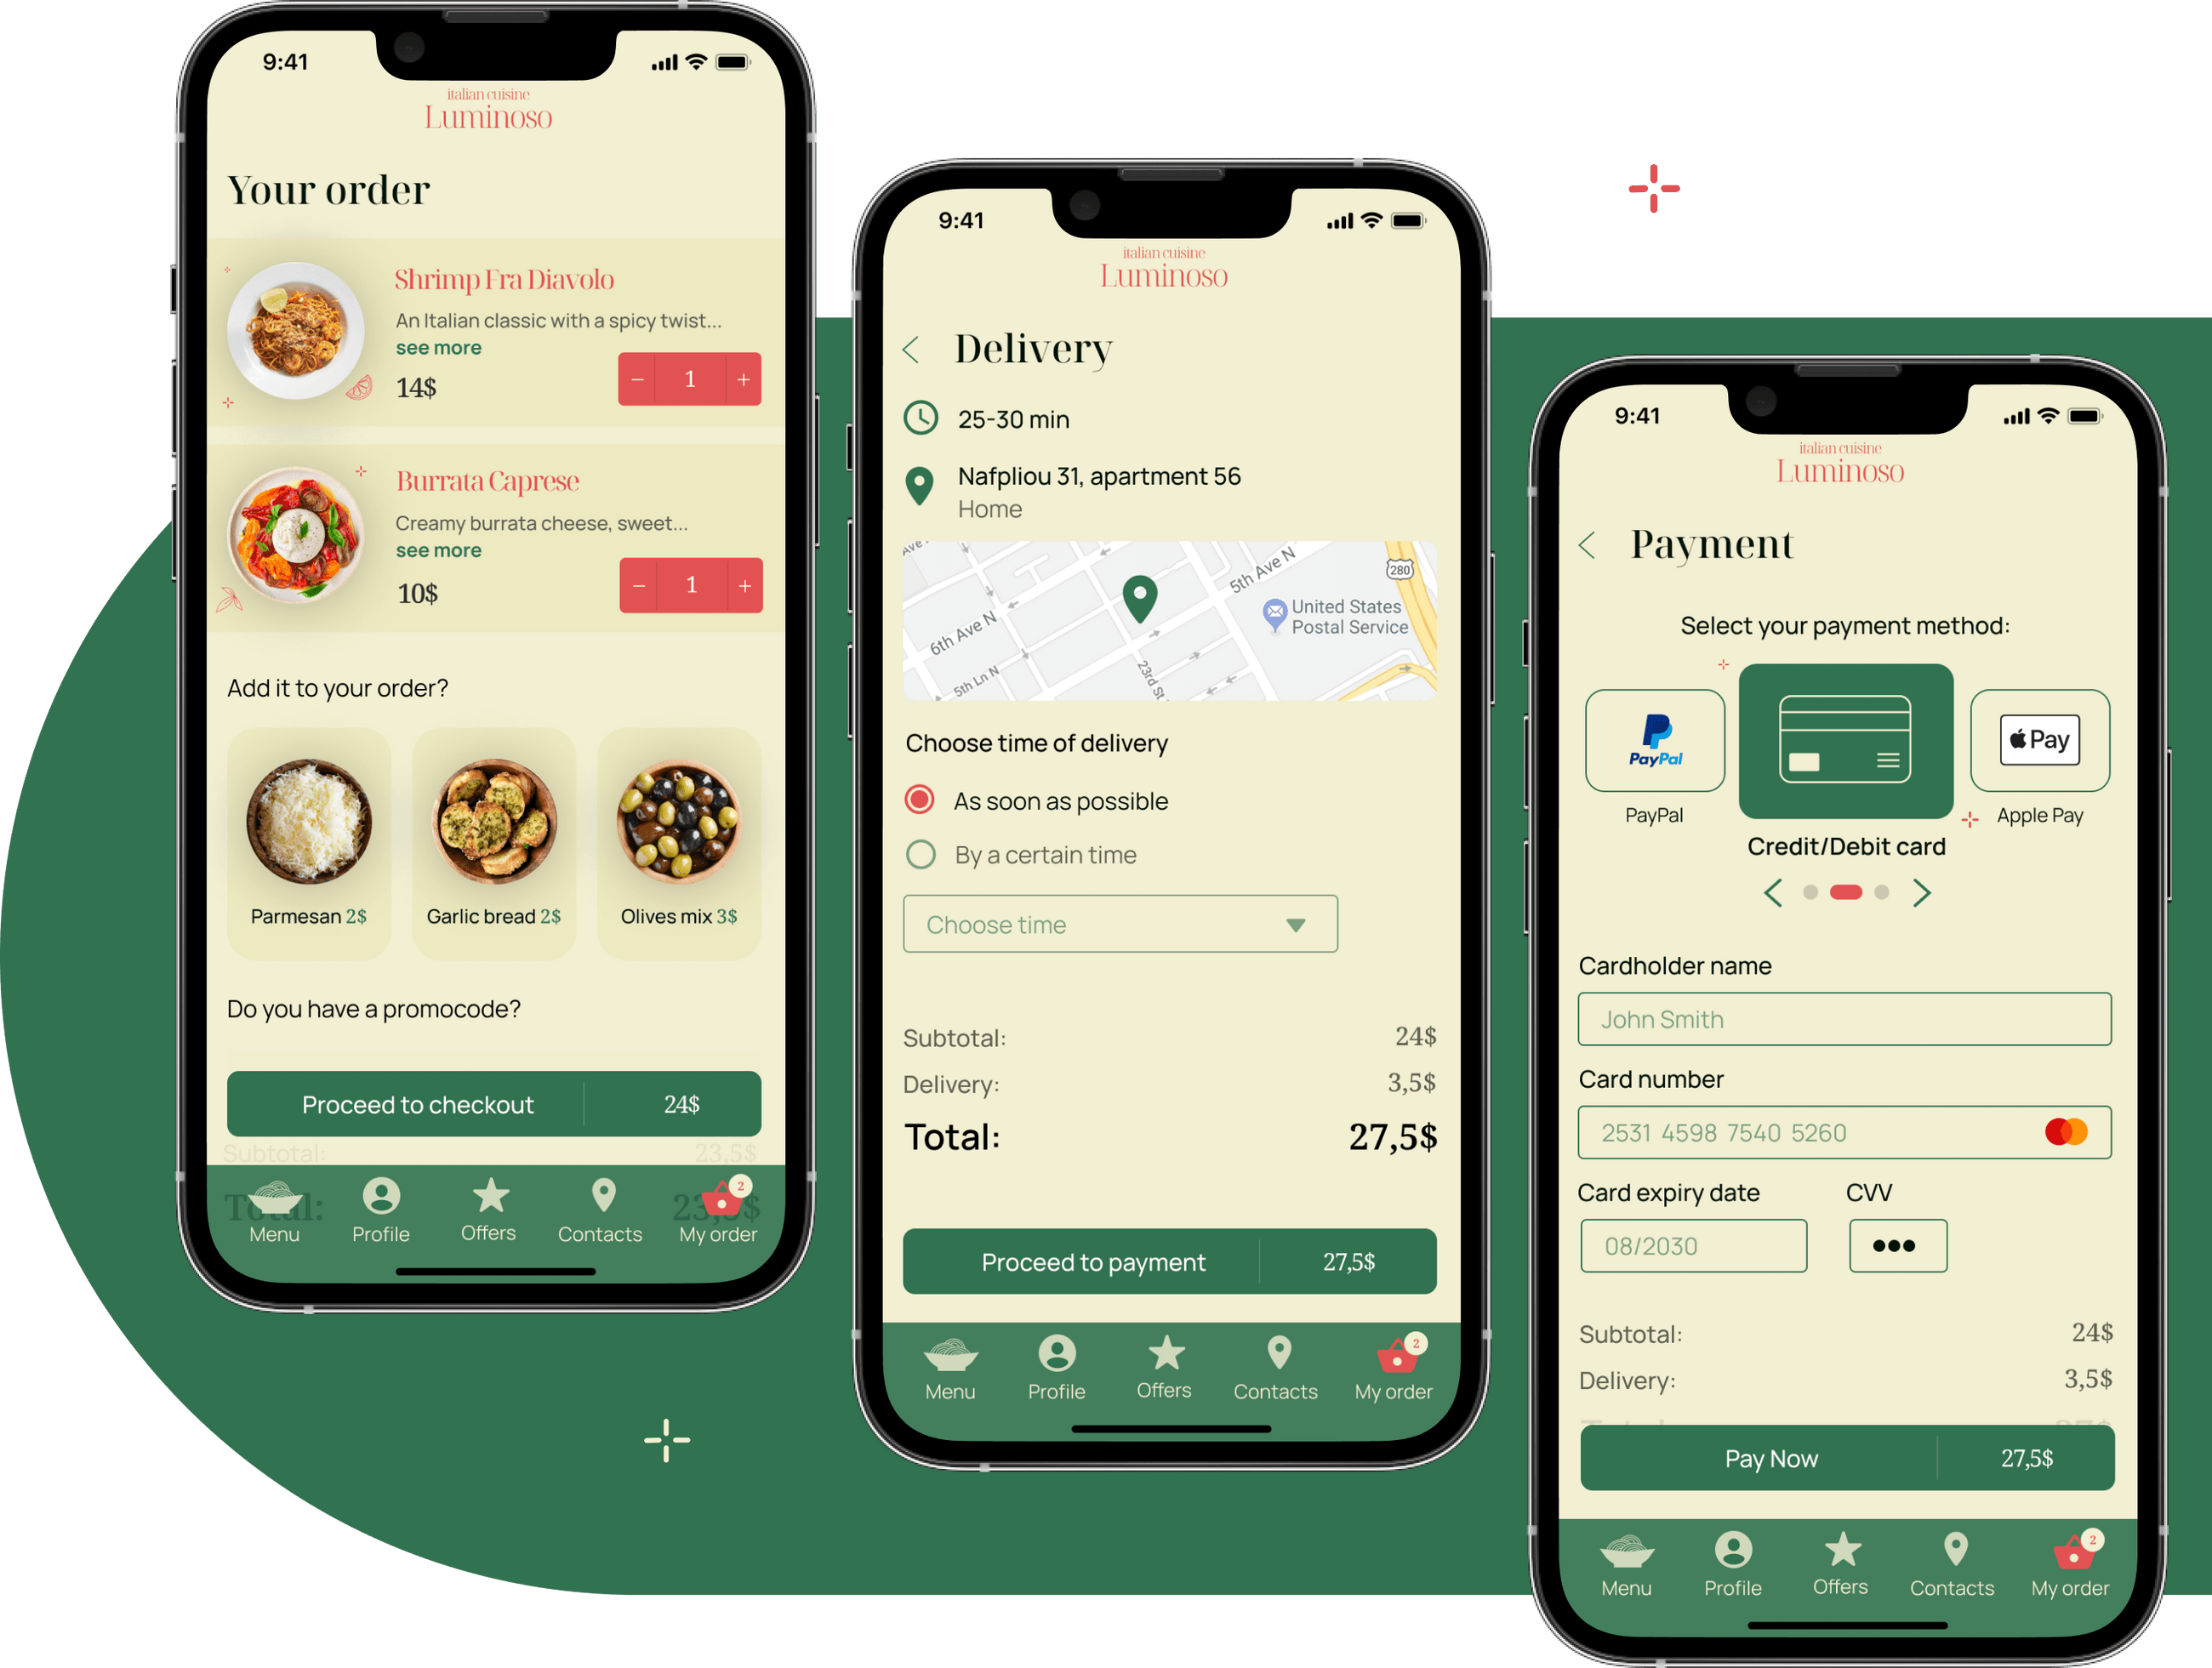 9:41
italian cuisine
Luminoso
Your order
Shrimp Fra Diavolo
An Italian classic with a spicy twist...
see more
14$
− 1 +
Burrata Caprese
Creamy burrata cheese, sweet...
see more
10$
− 1 +
Add it to your order?
Parmesan 2$
Garlic bread 2$
Olives mix 3$
Do you have a promocode?
Proceed to checkout 24$
Subtotal: 23,5$
Total: 23,5$
2
Menu
Profile
Offers
Contacts
My order
9:41
italian cuisine
Luminoso
Delivery
25-30 min
Nafpliou 31, apartment 56
Home
Ave
5th Ave N
280
United States
Postal Service
6th Ave N
5th Ln N
23rd St
Choose time of delivery
As soon as possible
By a certain time
Choose time
Subtotal: 24$
Delivery: 3,5$
Total: 27,5$
Proceed to payment 27,5$
2
Menu
Profile
Offers
Contacts
My order
9:41
italian cuisine
Luminoso
Payment
Select your payment method:
PayPal
Pay
PayPal
Apple Pay
Credit/Debit card
Cardholder name
John Smith
Card number
2531 4598 7540 5260
Card expiry date CVV
08/2030 •••
Subtotal: 24$
Delivery: 3,5$
Pay Now 27,5$
2
Menu
Profile
Offers
Contacts
My order